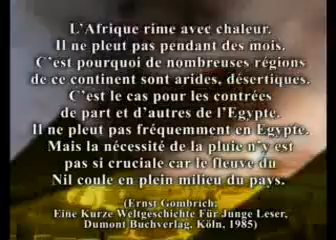 L'Afrique rime avec chaleur.
Il ne pleut pas pendant des mois.
C'est pourquoi de nombreuses régions
de ce continent sont arides, désertiques.
C'est le cas pour les contrées
de part et d'autres de l'Egypte.
Il ne pleut pas fréquemment en Egypte.
Mais la nécessité de la pluie n'y est
pas si cruciale car le fleuve du
Nil coule en plein milieu du pays.
(Ernst Gombrich,
Eine Kurze Weltgeschichte Für Junge Leser,
Dumont Buchverlag, Köln, 1985)